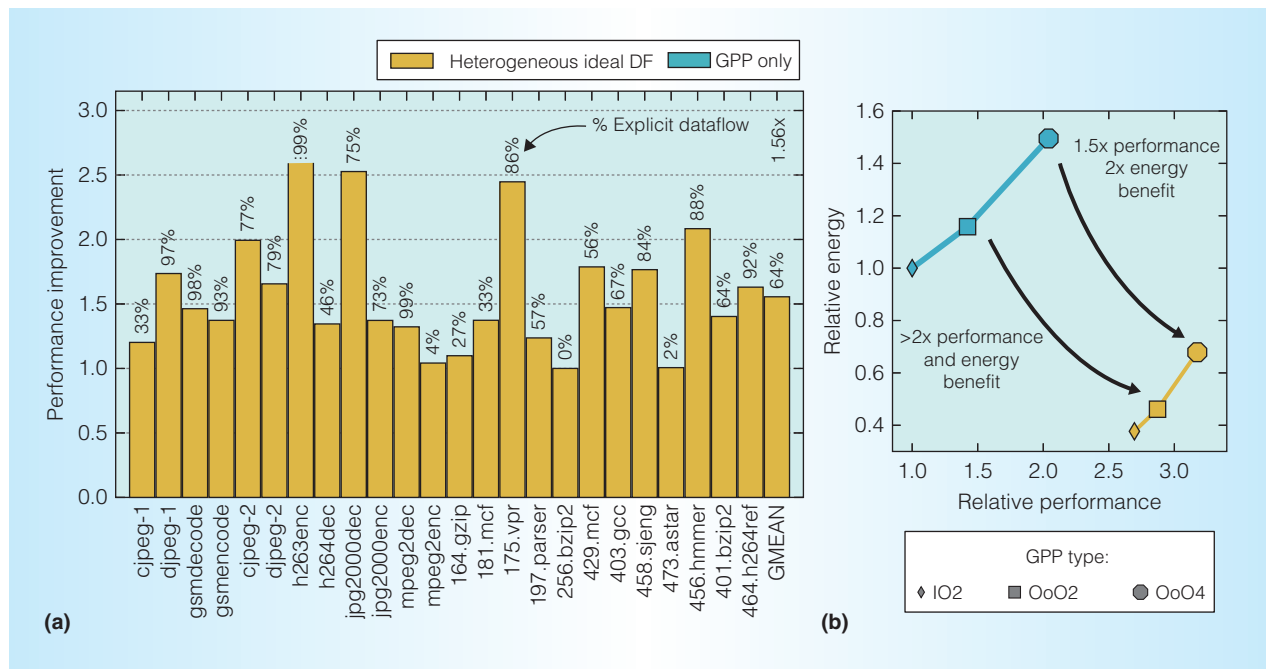 Heterogeneous ideal DF
GPP only
Performance improvement
3.0
2.5
2.0
1.5
1.0
0.5
0.0
33%
97%
98%
93%
77%
79%
:99%
46%
75%
73%
99%
4%
27%
33%
86%
57%
0%
56%
67%
84%
2%
88%
64%
92%
64%
1.56x
% Explicit dataflow
cjpeg-1
djpeg-1
gsmdecode
gsmencode
cjpeg-2
djpeg-2
h263enc
h264dec
jpg2000dec
jpg2000enc
mpeg2dec
mpeg2enc
164.gzip
181.mcf
175.vpr
197.parser
256.bzip2
429.mcf
403.gcc
458.sjeng
473.astar
456.hmmer
401.bzip2
464.h264ref
GMEAN
(a)
Relative energy
1.6
1.4
1.2
1.0
0.8
0.6
0.4
1.5x performance
2x energy
benefit
>2x performance
and energy
benefit
1.0
1.5
2.0
2.5
3.0
Relative performance
GPP type:
IO2
OoO2
OoO4
(b)